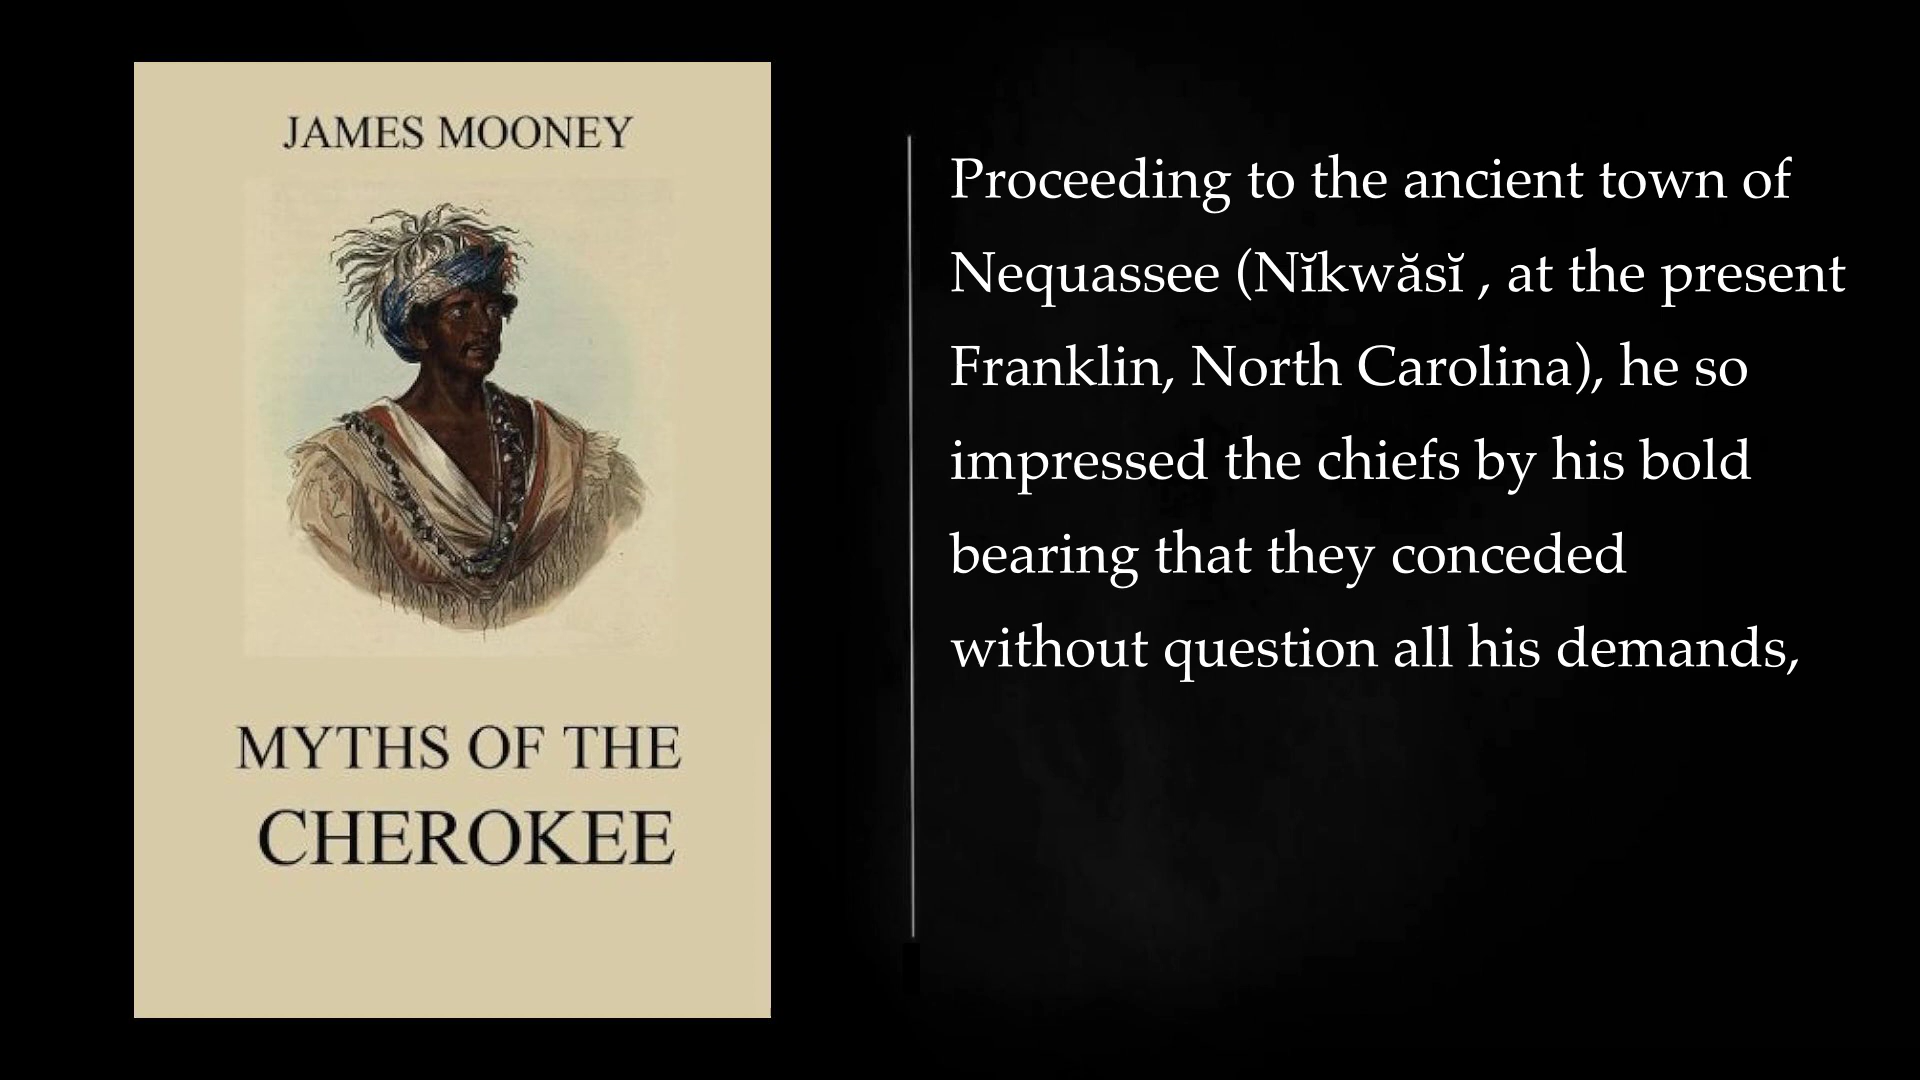 JAMES MOONEY
MYTHS OF THE
CHEROKEE
Proceeding to the ancient town of
Nequassee (Nĭkwăsĭ , at the present
Franklin, North Carolina), he so
impressed the chiefs by his bold
bearing that they conceded
without question all his demands,